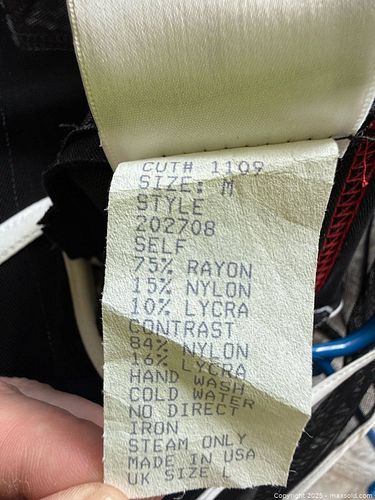 CUT# 1109
SIZE: M
STYLE
202708
SELF
75% RAYON
15% NYLON
10% LYCRA
CONTRAST
84% NYLON
16% LYCRA
HAND WASH
COLD WATER
NO DIRECT
IRON
STEAM ONLY
MADE IN USA
UK SIZE L
Copyright 2025 - maxsold.com